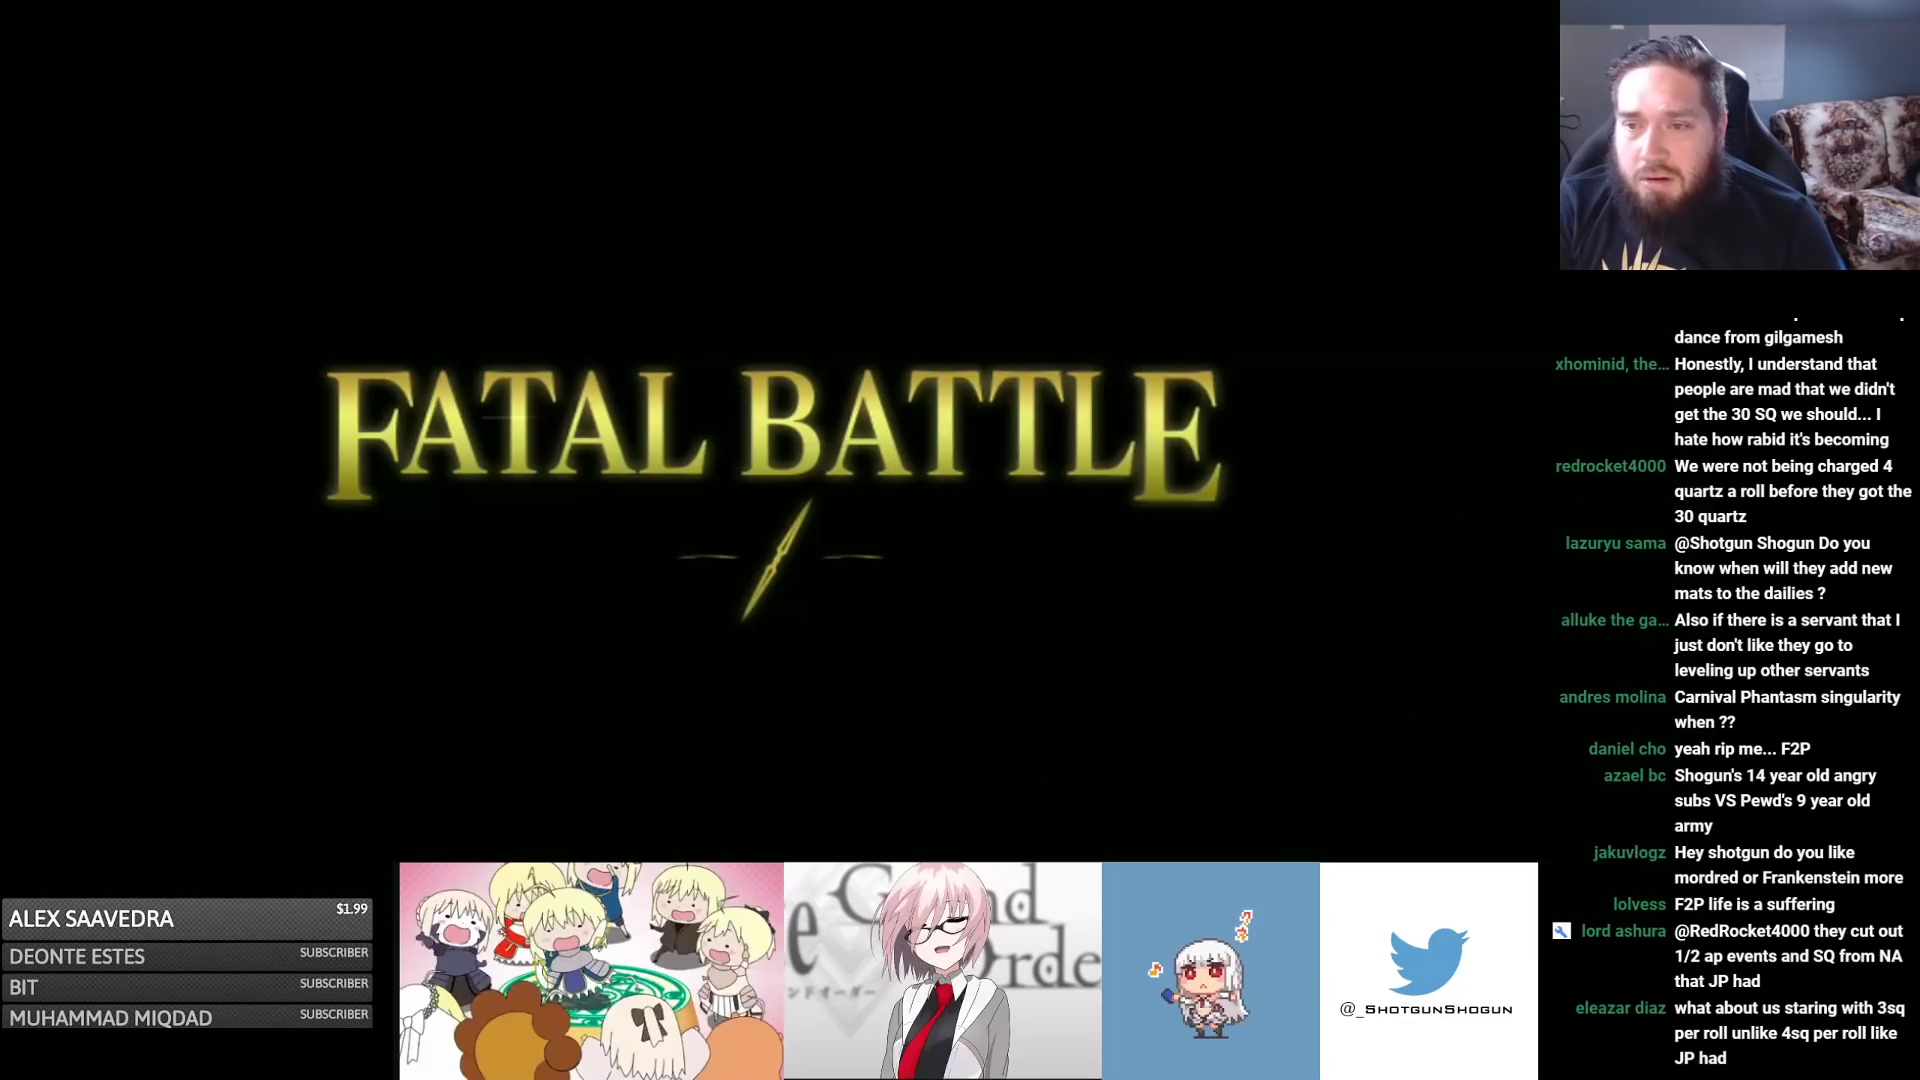 FATAL BATTLE
dance from gilgamesh
xhominid, the... Honestly, I understand that
people are mad that we didn't
get the 30 SQ we should... I
hate how rabid it's becoming
redrocket4000 We were not being charged 4
quartz a roll before they got the
30 quartz
lazuryu sama @Shotgun Shogun Do you
know when will they add new
mats to the dailies ?
alluke the ga... Also if there is a servant that I
just don't like they go to
leveling up other servants
andres molina Carnival Phantasm singularity
when ??
daniel cho yeah rip me... F2P
azael bc Shogun's 14 year old angry
subs VS Pewd's 9 year old
army
jakuvlogz Hey shotgun do you like
mordred or Frankenstein more
lolvess F2P life is a suffering
lord ashura @RedRocket4000 they cut out
1/2 ap events and SQ from NA
that JP had
eleazar diaz what about us staring with 3sq
per roll unlike 4sq per roll like
JP had
ALEX SAAVEDRA $1.99
DEONTE ESTES SUBSCRIBER
BIT SUBSCRIBER
MUHAMMAD MIQDAD SUBSCRIBER
e G nd
Orde
ンドオーダー
@_SHOTGUNSHOGUN